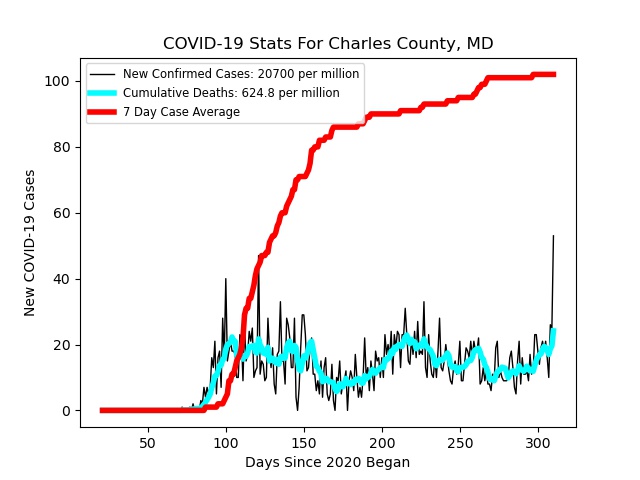 COVID-19 Stats For Charles County, MD
New Confirmed Cases: 20700 per million
Cumulative Deaths: 624.8 per million
7 Day Case Average
New COVID-19 Cases
100
80
60
40
20
0
50 100 150 200 250 300
Days Since 2020 Began